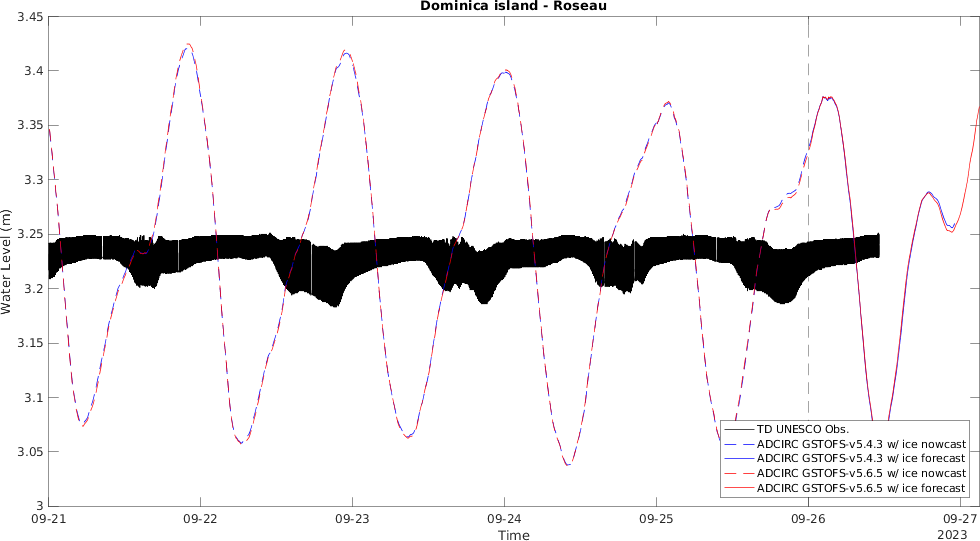 Dominica island - Roseau
3.45
3.4
3.35
3.3
3.25
3.2
3.15
3.1
3.05
3
Water Level (m)
09-21
09-22
09-23
09-24
09-25
09-26
09-27
2023
Time
TD UNESCO Obs.
ADCIRC GSTOFS-v5.4.3 w/ ice nowcast
ADCIRC GSTOFS-v5.4.3 w/ ice forecast
ADCIRC GSTOFS-v5.6.5 w/ ice nowcast
ADCIRC GSTOFS-v5.6.5 w/ ice forecast